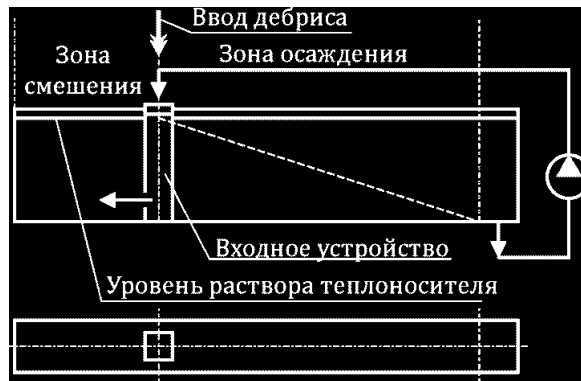 Ввод дебриса
Зона
смешения
Зона осаждения
Входное устройство
Уровень раствора теплоносителя